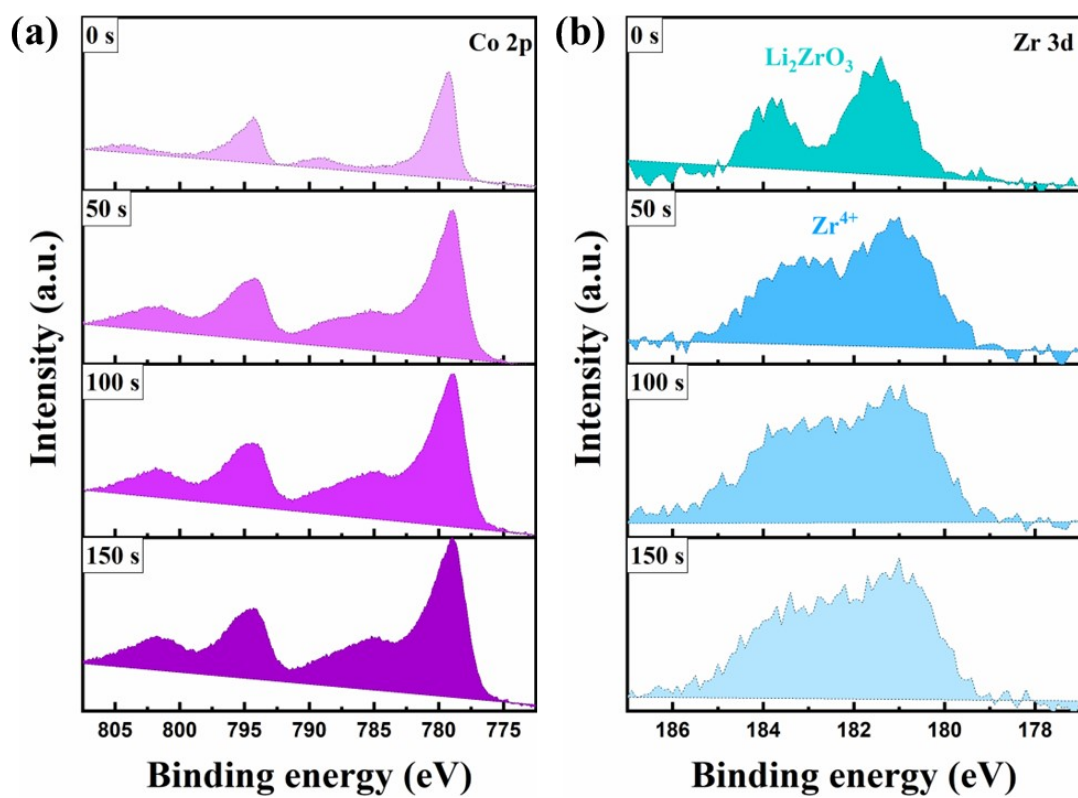 (a)
0 s
Co 2p
50 s
100 s
150 s
Intensity (a.u.)
805 800 795 790 785 780 775
Binding energy (eV)
(b)
0 s
Zr 3d
Li₂ZrO₃
50 s
Zr⁴⁺
100 s
150 s
Intensity (a.u.)
186 184 182 180 178
Binding energy (eV)